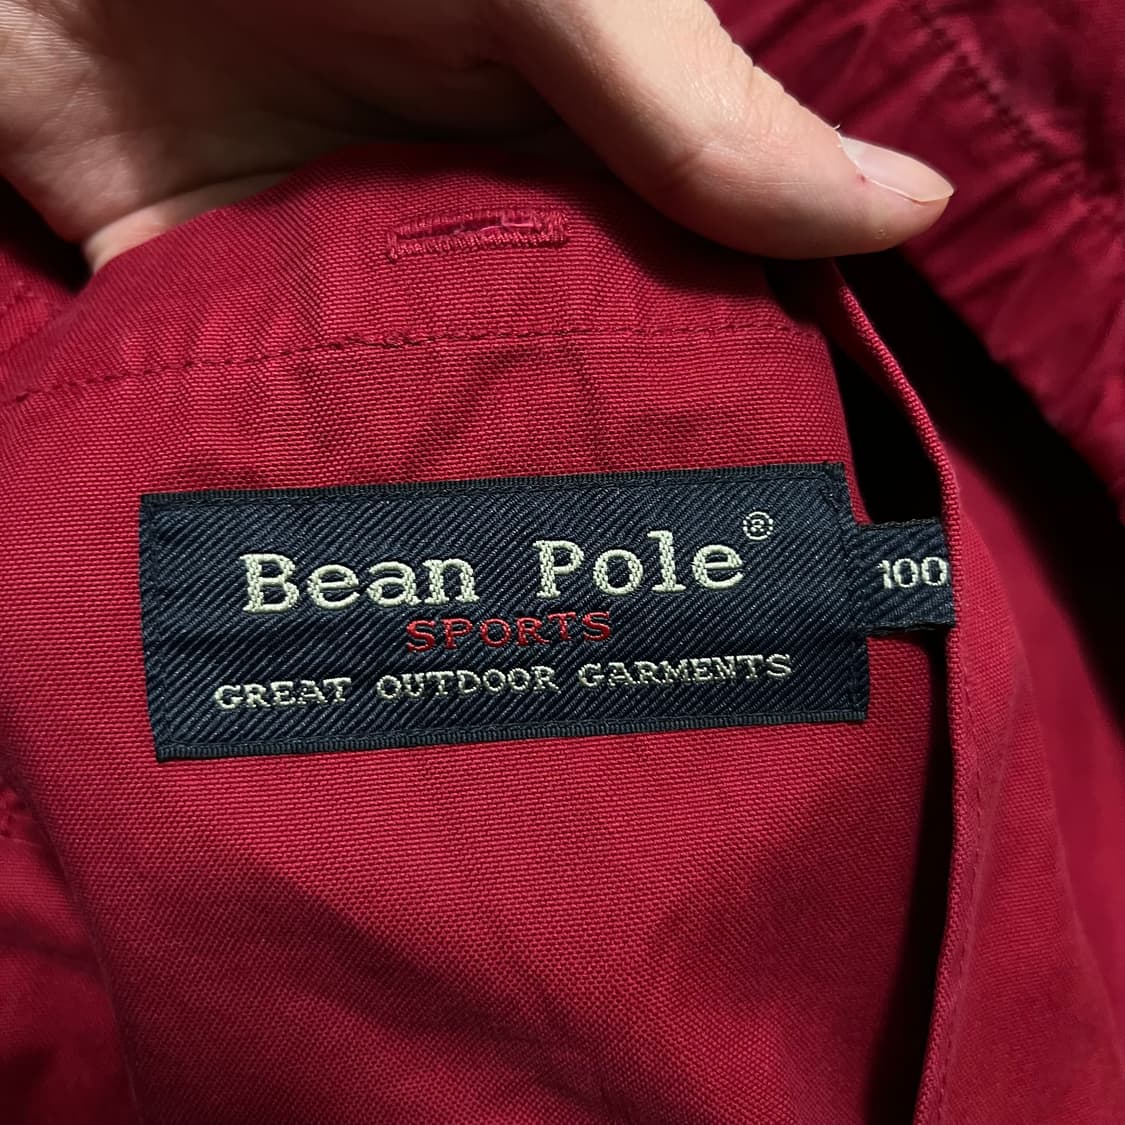 Bean Pole®
SPORTS
GREAT OUTDOOR GARMENTS
100